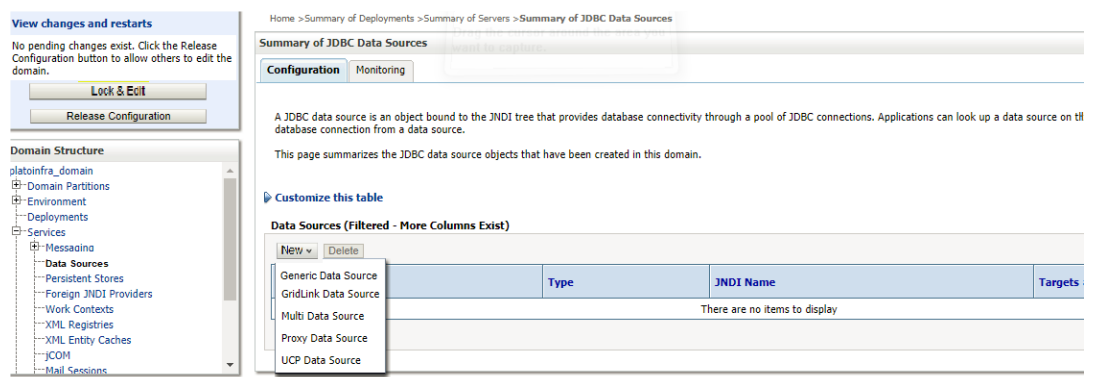 View changes and restarts
No pending changes exist. Click the Release
Configuration button to allow others to edit the
domain.
Lock & Edit
Release Configuration
Domain Structure
platoinfra_domain
Domain Partitions
Environment
Deployments
Services
Messaging
Data Sources
Persistent Stores
Foreign JNDI Providers
Work Contexts
XML Registries
XML Entity Caches
jCOM
Mail Sessions
Home >Summary of Deployments >Summary of Servers >Summary of JDBC Data Sources
Drag the cursor around the area you
want to capture.
Summary of JDBC Data Sources
Configuration Monitoring
A JDBC data source is an object bound to the JNDI tree that provides database connectivity through a pool of JDBC connections. Applications can look up a data source on th
database connection from a data source.
This page summarizes the JDBC data source objects that have been created in this domain.
Customize this table
Data Sources (Filtered - More Columns Exist)
New Delete
Generic Data Source
GridLink Data Source
Multi Data Source
Proxy Data Source
UCP Data Source
Type JNDI Name Targets
There are no items to display